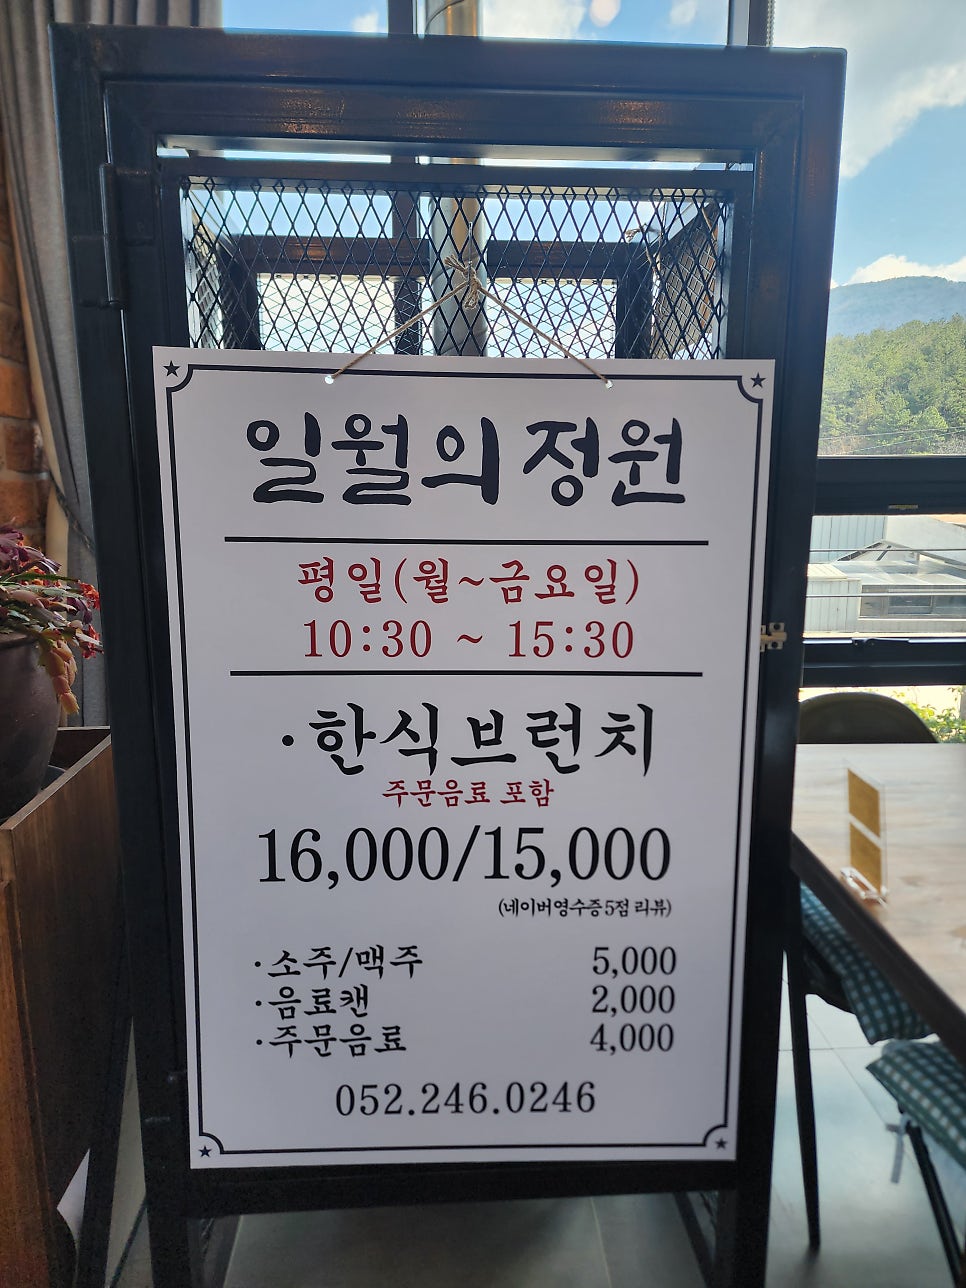 일월의 정원
평일(월~금요일)
10:30 ~ 15:30
·한식브런치
주문음료 포함
16,000/15,000
(네이버영수증5점 리뷰)
·소주/맥주 5,000
·음료캔 2,000
·주문음료 4,000
052.246.0246